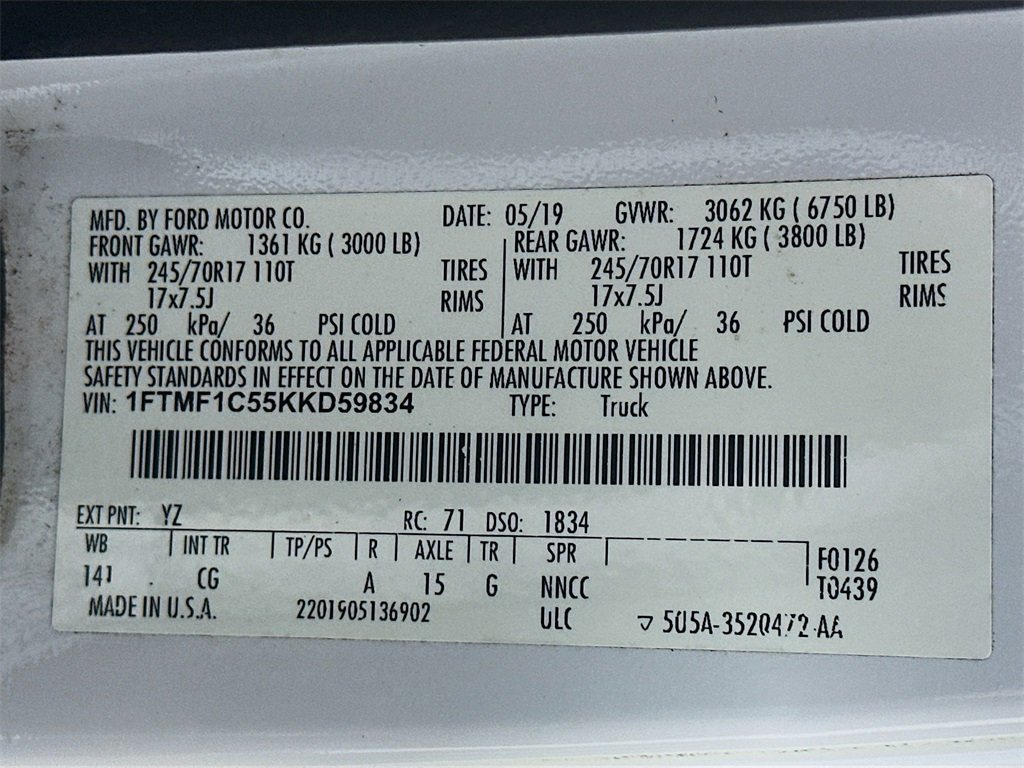 MFD. BY FORD MOTOR CO. DATE: 05/19 GVWR: 3062 KG ( 6750 LB)
FRONT GAWR: 1361 KG ( 3000 LB) REAR GAWR: 1724 KG ( 3800 LB)
WITH 245/70R17 110T TIRES WITH 245/70R17 110T TIRES
17x7.5J RIMS 17x7.5J RIMS
AT 250 kPa/ 36 PSI COLD AT 250 kPa/ 36 PSI COLD
THIS VEHICLE CONFORMS TO ALL APPLICABLE FEDERAL MOTOR VEHICLE
SAFETY STANDARDS IN EFFECT ON THE DATE OF MANUFACTURE SHOWN ABOVE.
VIN: 1FTMF1C55KKD59834 TYPE: Truck
EXT PNT: YZ RC: 71 DSO: 1834
WB INT TR TP/PS R AXLE TR SPR F0126
141 CG A 15 G NNCC T0439
MADE IN U.S.A. 2201905136902 ULC 5U5A-3520472-AA